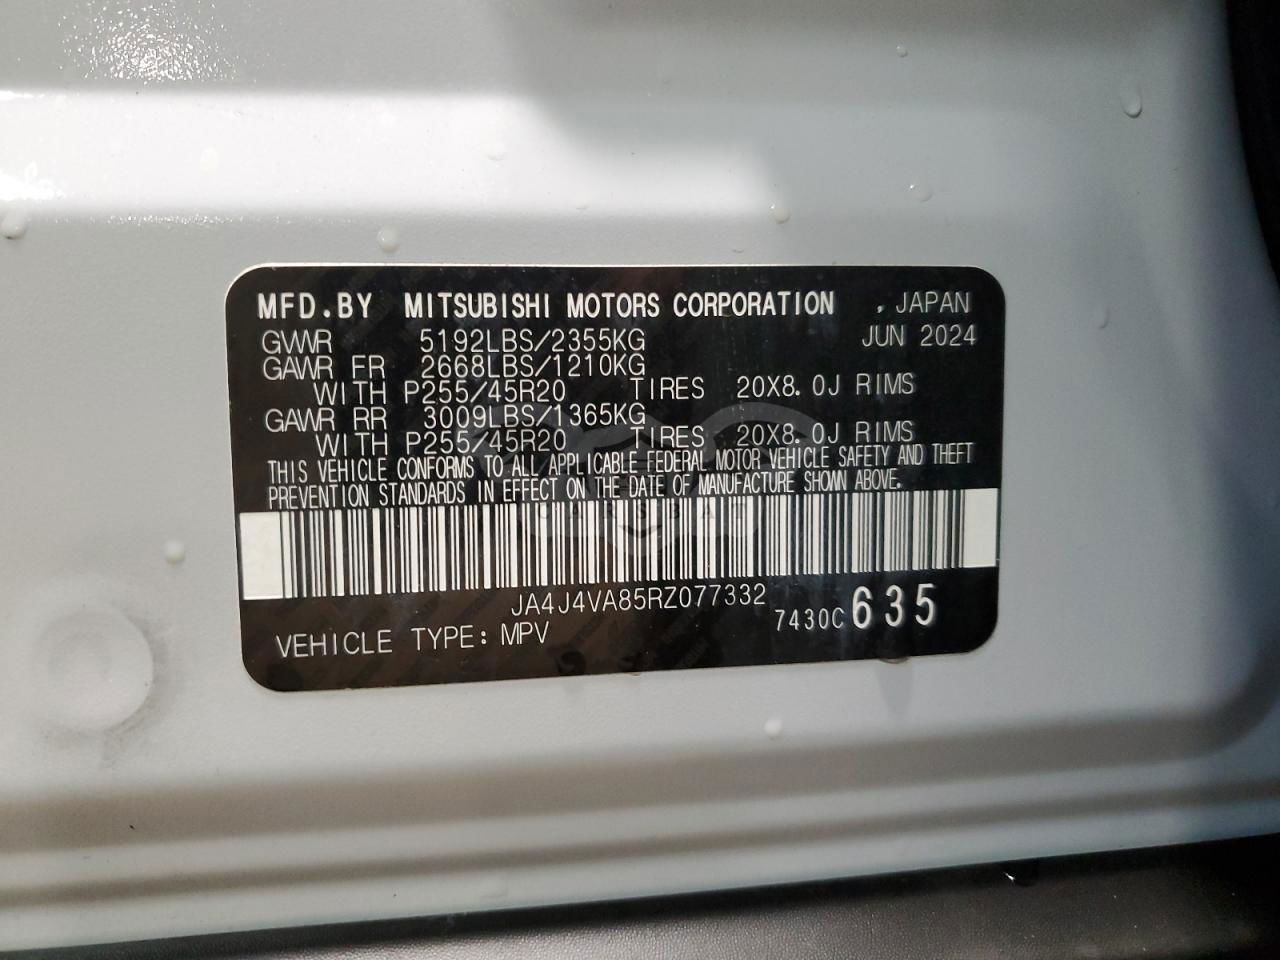 MFD.BY MITSUBISHI MOTORS CORPORATION , JAPAN
GVWR 5192LBS/2355KG JUN 2024
GAWR FR 2668LBS/1210KG
WITH P255/45R20 TIRES 20X8.0J RIMS
GAWR RR 3009LBS/1365KG
WITH P255/45R20 TIRES 20X8.0J RIMS
THIS VEHICLE CONFORMS TO ALL APPLICABLE FEDERAL MOTOR VEHICLE SAFETY AND THEFT
PREVENTION STANDARDS IN EFFECT ON THE DATE OF MANUFACTURE SHOWN ABOVE.
CARSBAT
JA4J4VA85RZ077332 7430C 635
VEHICLE TYPE: MPV